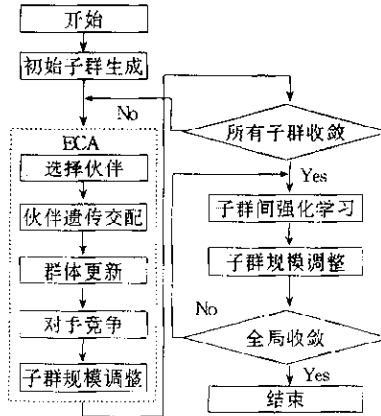 开始
初始子群生成
No
ECA
选择伙伴
伙伴遗传交配
群体更新
对手竞争
子群规模调整
所有子群收敛
Yes
子群间强化学习
子群规模调整
No
全局收敛
Yes
结束